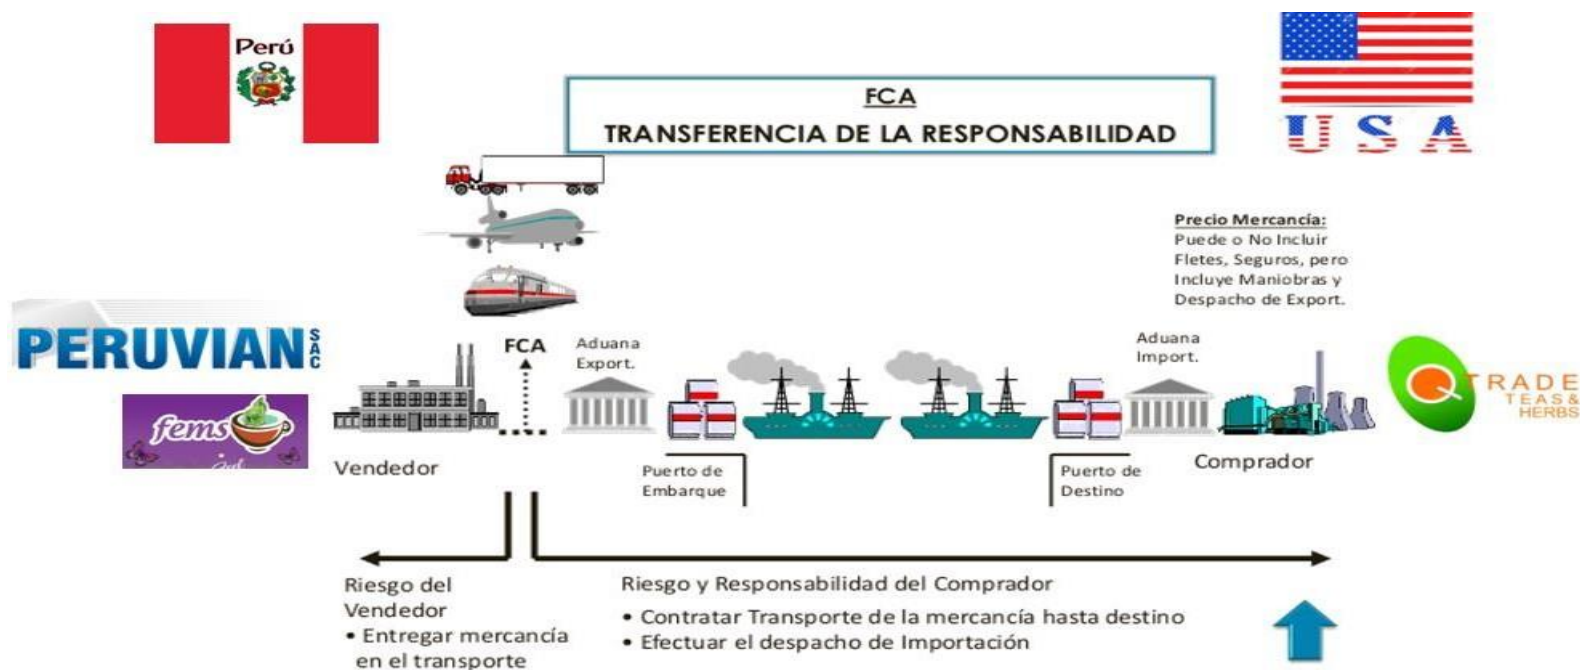 Perú
FCA
TRANSFERENCIA DE LA RESPONSABILIDAD
USA
Precio Mercancía:
Puede o No Incluir
Fletes, Seguros, pero
Incluye Maniobras y
Despacho de Export.
PERUVIAN SAC
fems
FCA
Aduana
Export.
Aduana
Import.
Q TRADE
TEAS &
HERBS
Vendedor
Puerto de
Embarque
Puerto de
Destino
Comprador
Riesgo del
Vendedor
• Entregar mercancía
en el transporte
Riesgo y Responsabilidad del Comprador
• Contratar Transporte de la mercancía hasta destino
• Efectuar el despacho de Importación